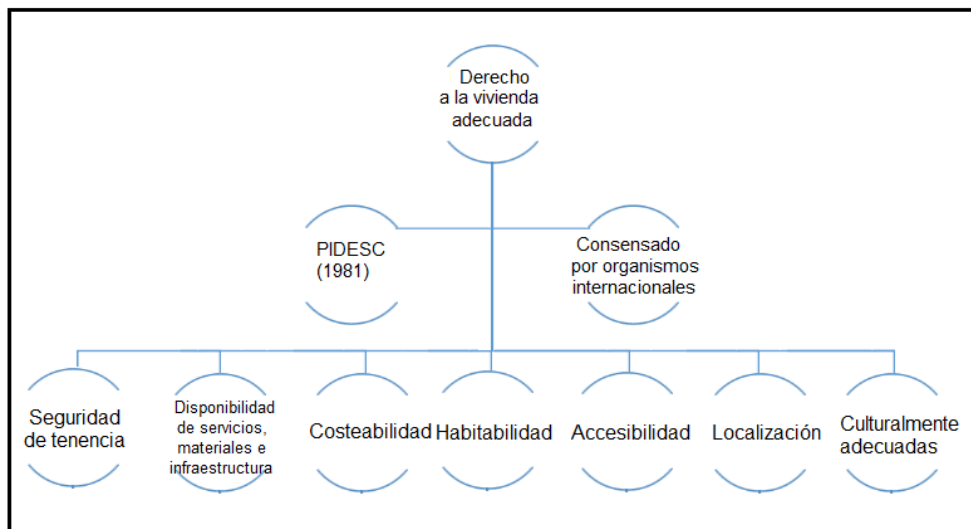 Derecho
a la vivienda
adecuada
PIDESC
(1981)
Consensado
por organismos
internacionales
Seguridad
de tenencia
Disponibilidad
de servicios,
materiales e
infraestructura
Costeabilidad
Habitabilidad
Accesibilidad
Localización
Culturalmente
adecuadas